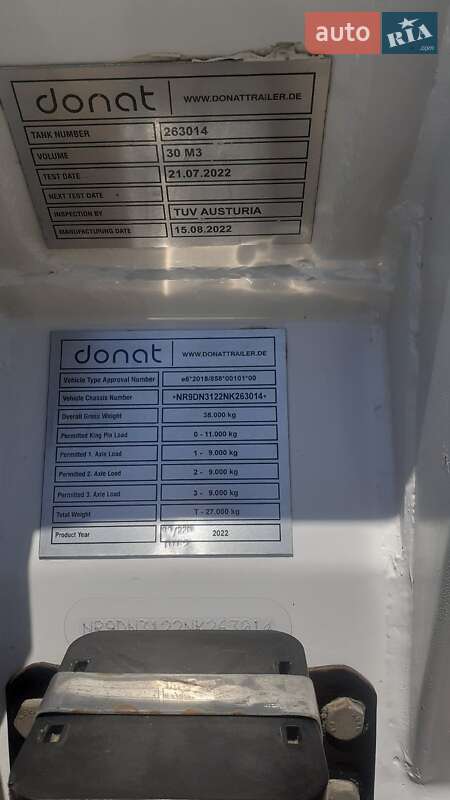 auto RIA .com
donat WWW.DONATTRAILER.DE
TANK NUMBER 263014
VOLUME 30 M3
TEST DATE 21.07.2022
NEXT TEST DATE
INSPECTION BY TUV AUSTURIA
MANUFACTURING DATE 15.08.2022
donat WWW.DONATTRAILER.DE
Vehicle Type Approval Number e6*2018/858*00101*00
Vehicle Chassis Number *NR9DN3122NK263014*
Overall Gross Weight 38.000 kg
Permitted King Pin Load 0 - 11.000 kg
Permitted 1. Axle Load 1 - 9.000 kg
Permitted 2. Axle Load 2 - 9.000 kg
Permitted 3. Axle Load 3 - 9.000 kg
Total Weight T - 27.000 kg
Product Year 2022
NR9DN3122NK263014